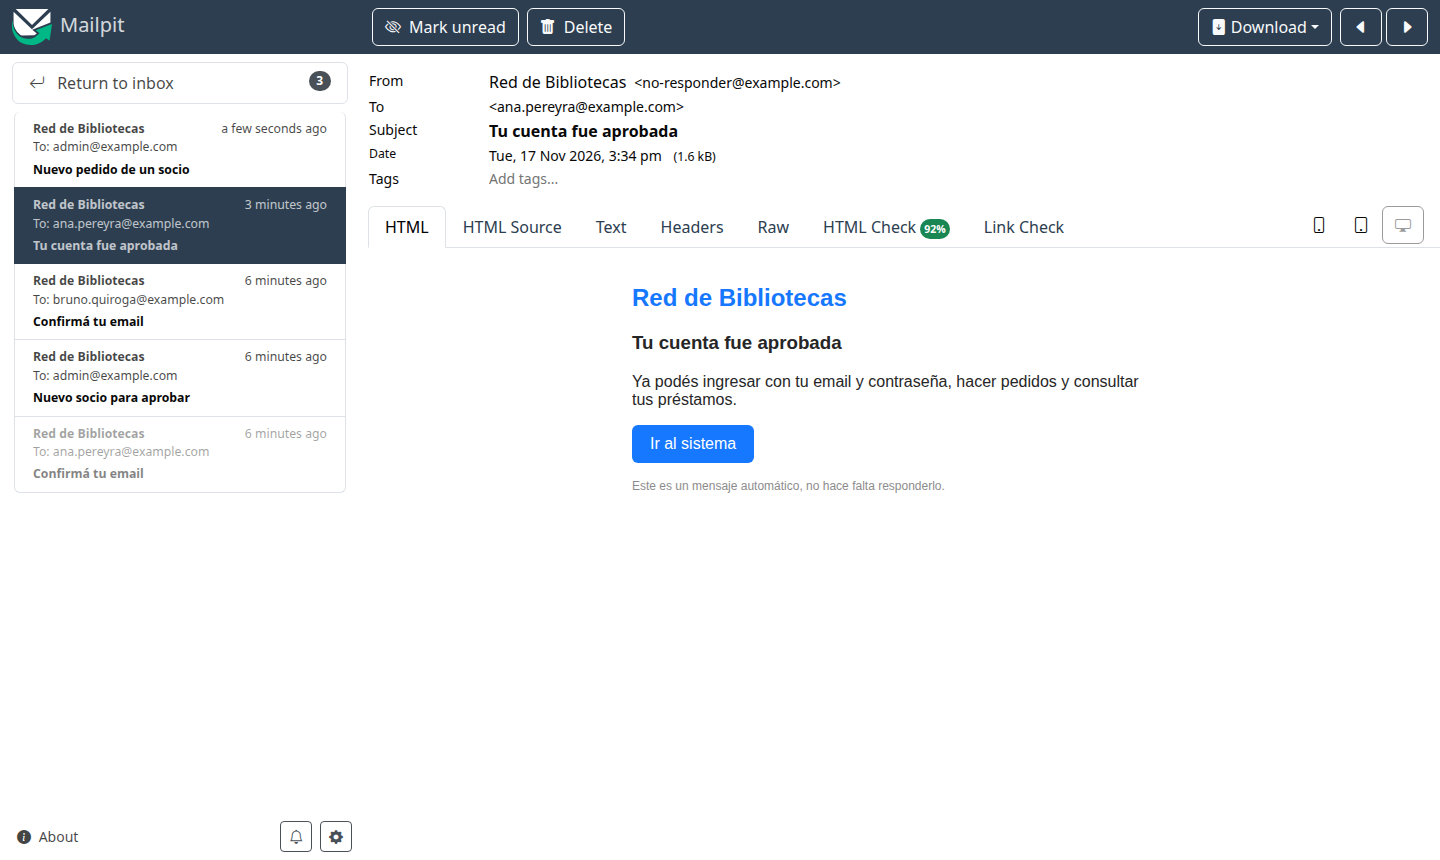 Mailpit
Mark unread
Delete
Download
Return to inbox
3
Red de Bibliotecas a few seconds ago
To: admin@example.com
Nuevo pedido de un socio
Red de Bibliotecas 3 minutes ago
To: ana.pereyra@example.com
Tu cuenta fue aprobada
Red de Bibliotecas 6 minutes ago
To: bruno.quiroga@example.com
Confirmá tu email
Red de Bibliotecas 6 minutes ago
To: admin@example.com
Nuevo socio para aprobar
Red de Bibliotecas 6 minutes ago
To: ana.pereyra@example.com
Confirmá tu email
From Red de Bibliotecas <no-responder@example.com>
To <ana.pereyra@example.com>
Subject Tu cuenta fue aprobada
Date Tue, 17 Nov 2026, 3:34 pm (1.6 kB)
Tags Add tags...
HTML HTML Source Text Headers Raw HTML Check 92% Link Check
Red de Bibliotecas
Tu cuenta fue aprobada
Ya podés ingresar con tu email y contraseña, hacer pedidos y consultar
tus préstamos.
Ir al sistema
Este es un mensaje automático, no hace falta responderlo.
About